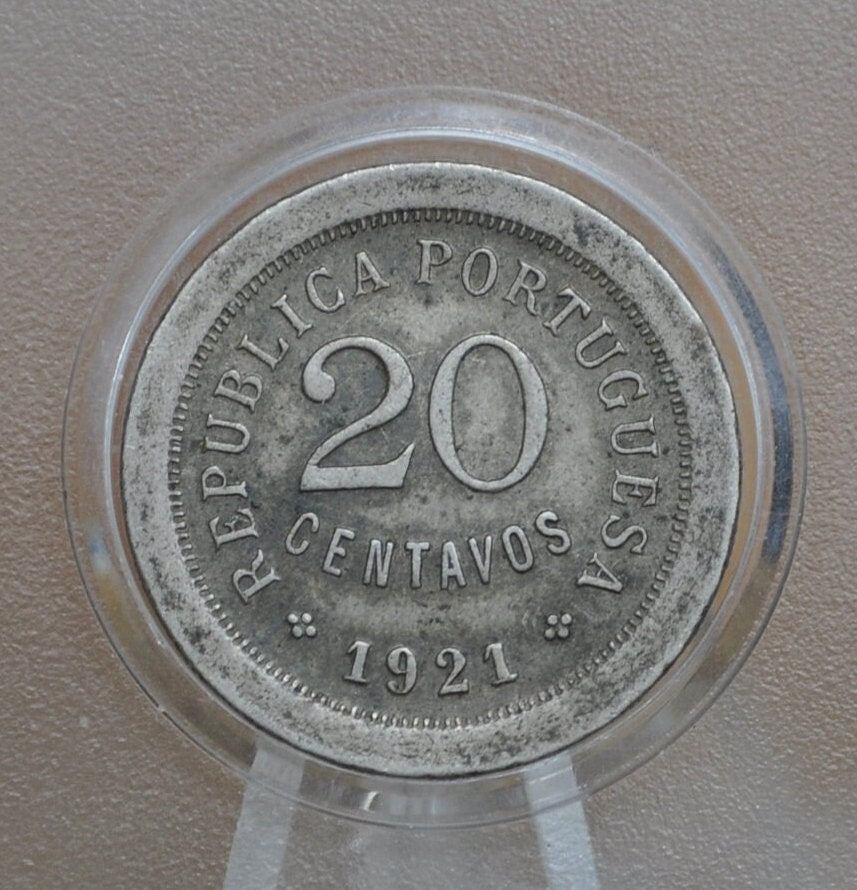 REPUBLICA PORTUGUESA
20
CENTAVOS
1921